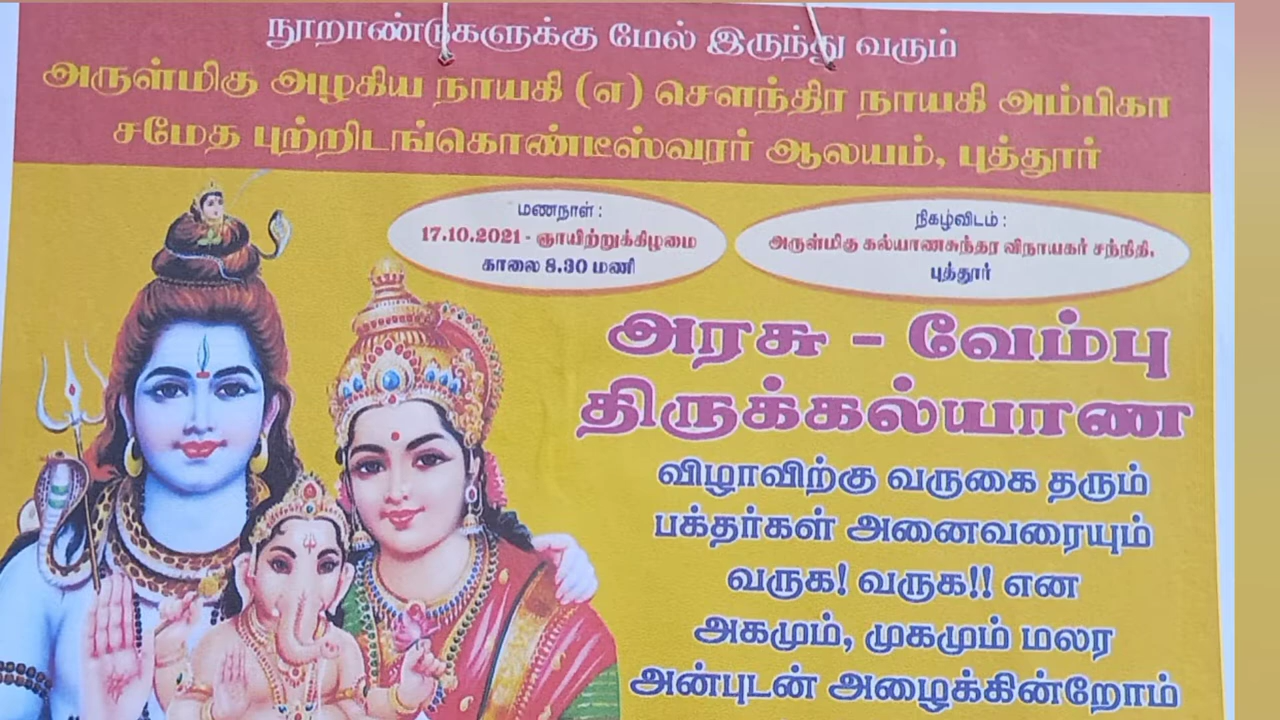 நூறாண்டுகளுக்கு மேல் இருந்து வரும்
அருள்மிகு அழகிய நாயகி (எ) சௌந்திர நாயகி அம்பிகா
சமேத புற்றிடங்கொண்டீஸ்வரர் ஆலயம், புத்தூர்
மணநாள் :
17.10.2021 - ஞாயிற்றுக்கிழமை
காலை 8.30 மணி
நிகழ்விடம் :
அருள்மிகு கல்யாணசுந்தர விநாயகர் சந்நிதி,
புத்தூர்
அரசு - வேம்பு
திருக்கல்யாண
விழாவிற்கு வருகை தரும்
பக்தர்கள் அனைவரையும்
வருக! வருக!! என
அகமும், முகமும் மலர
அன்புடன் அழைக்கின்றோம்